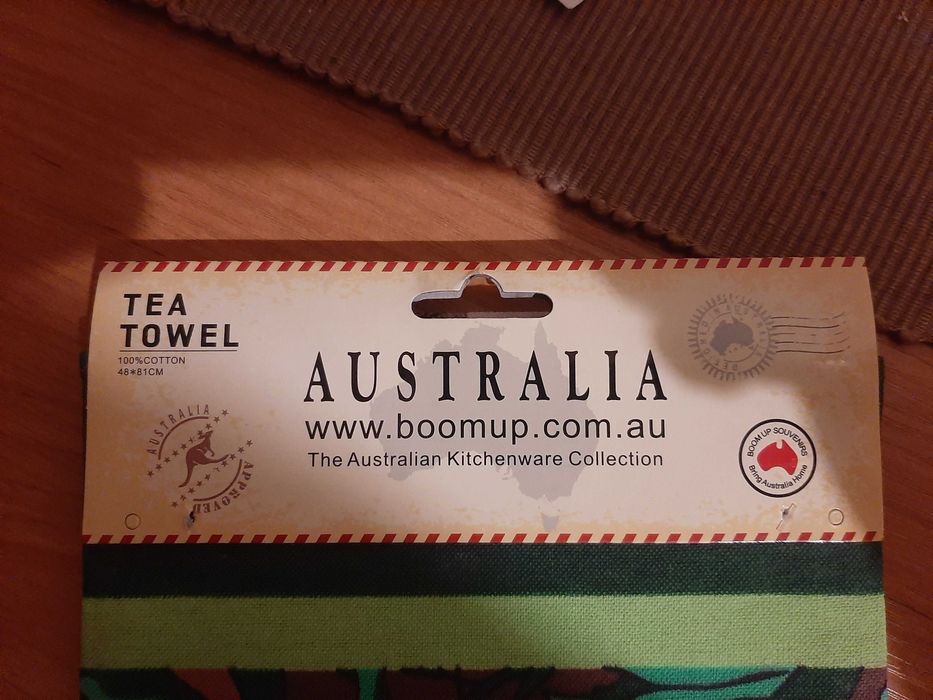 TEA
TOWEL
100%COTTON
48*81CM
AUSTRALIA
www.boomup.com.au
The Australian Kitchenware Collection
AUSTRALIA
APPROVED
BOOM UP SOUVENIRS
Bring Australia Home